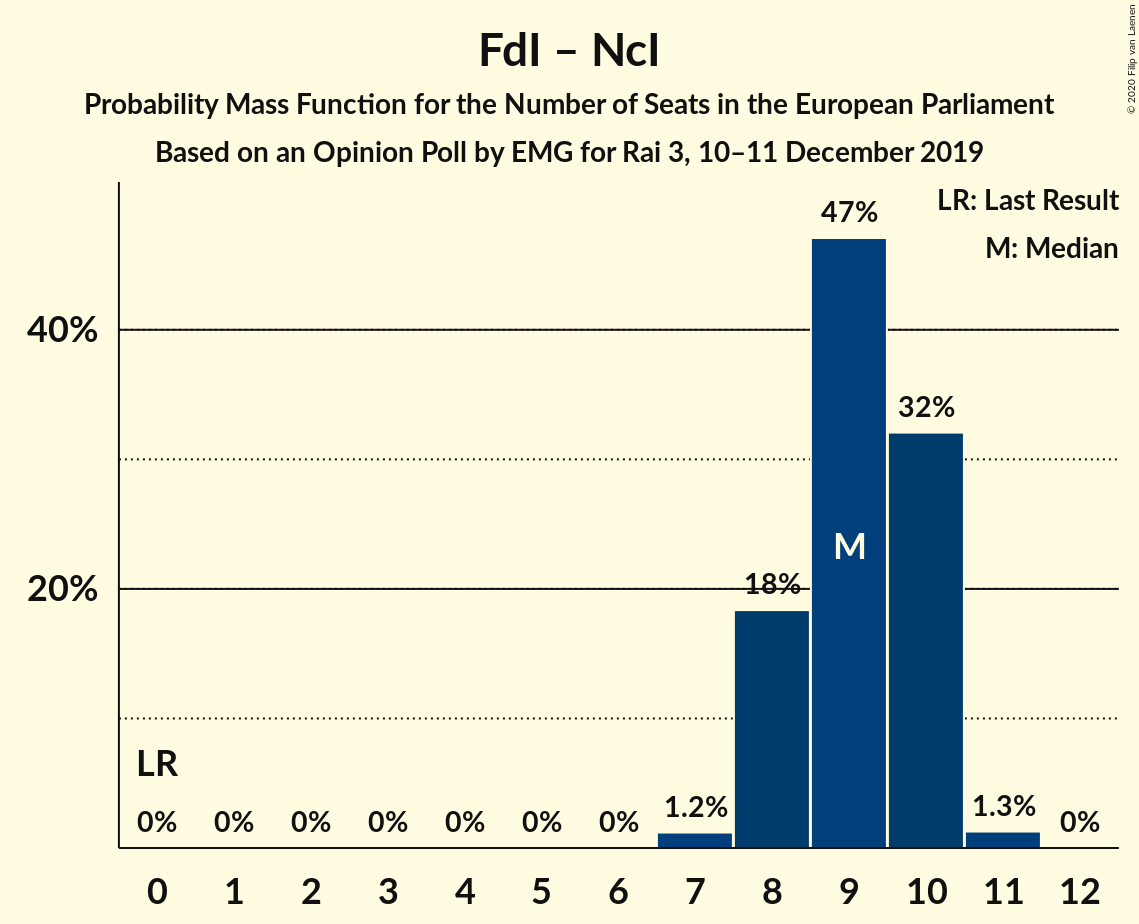 FdI – NcI
Probability Mass Function for the Number of Seats in the European Parliament
Based on an Opinion Poll by EMG for Rai 3, 10–11 December 2019
© 2020 Filip van Laenen
LR: Last Result
M: Median
47%
40%
32%
M
20%
18%
LR
0% 0% 0% 0% 0% 0% 0% 1.2% 1.3% 0%
0 1 2 3 4 5 6 7 8 9 10 11 12